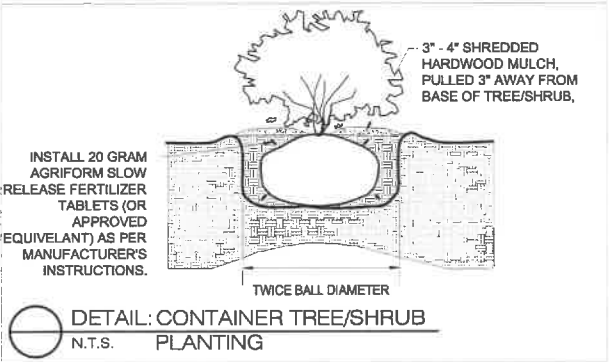 3" - 4" SHREDDED
HARDWOOD MULCH,
PULLED 3" AWAY FROM
BASE OF TREE/SHRUB,
INSTALL 20 GRAM
AGRIFORM SLOW
RELEASE FERTILIZER
TABLETS (OR
APPROVED
EQUIVELANT) AS PER
MANUFACTURER'S
INSTRUCTIONS.
TWICE BALL DIAMETER
DETAIL: CONTAINER TREE/SHRUB
N.T.S. PLANTING